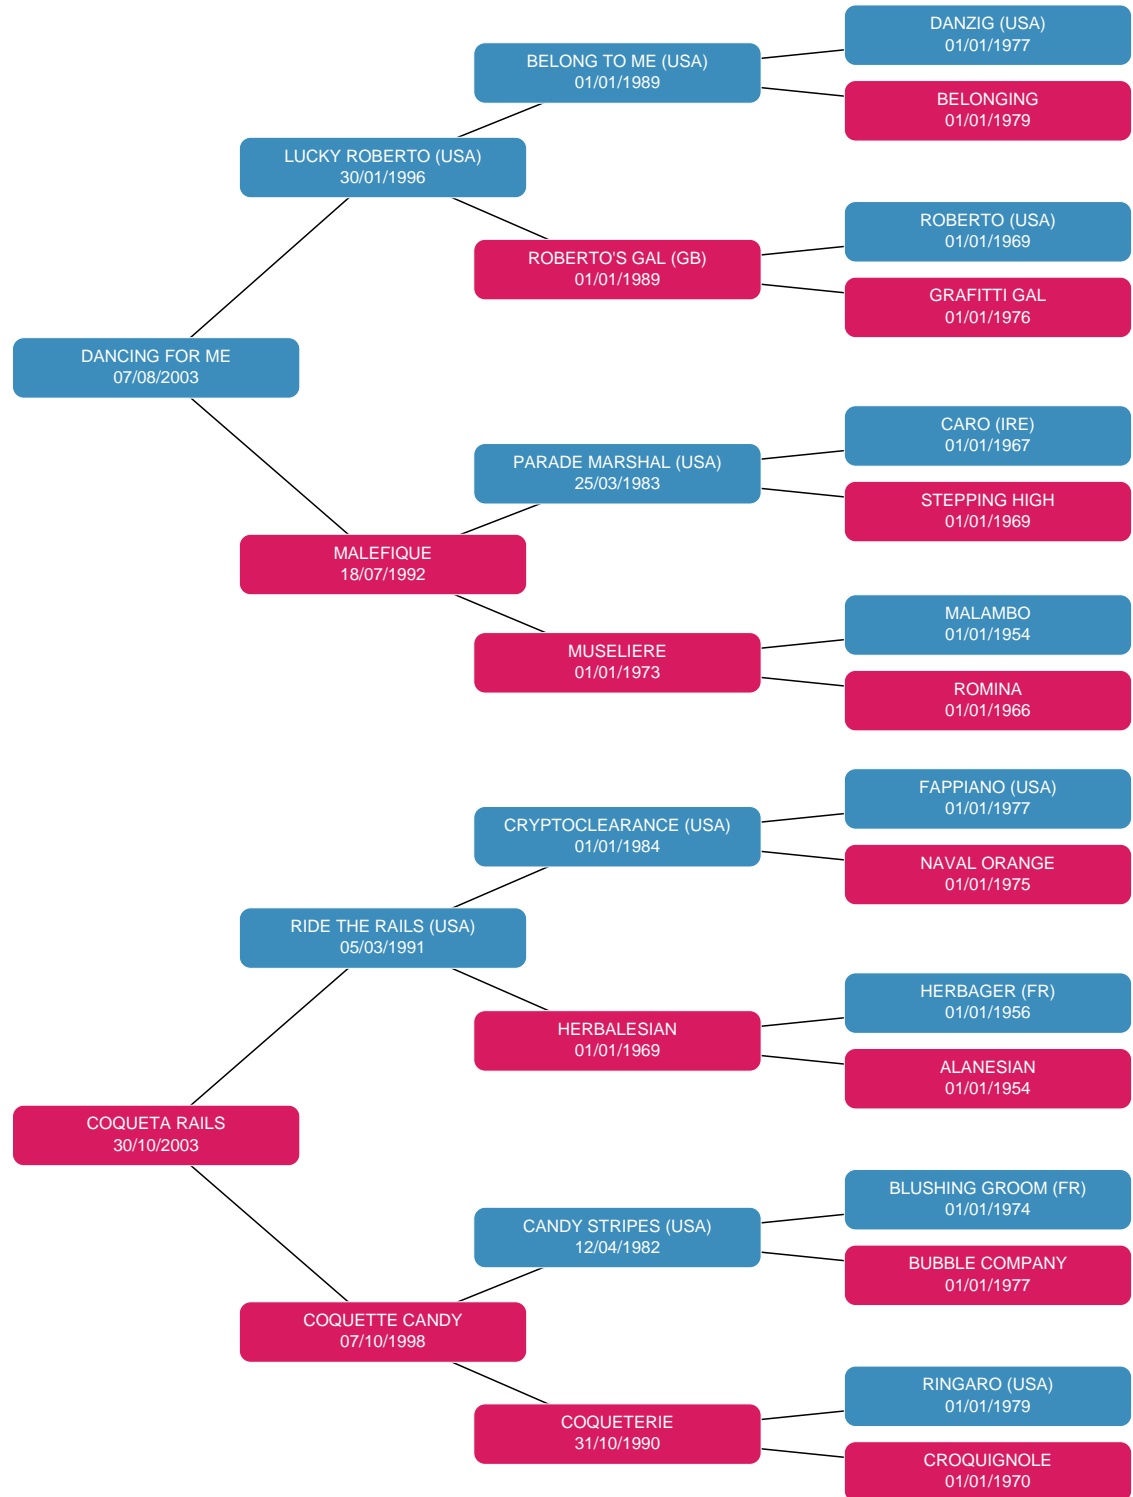 DANZIG (USA)
01/01/1977
BELONG TO ME (USA)
01/01/1989
BELONGING
01/01/1979
LUCKY ROBERTO (USA)
30/01/1996
ROBERTO (USA)
01/01/1969
ROBERTO'S GAL (GB)
01/01/1989
GRAFITTI GAL
01/01/1976
DANCING FOR ME
07/08/2003
CARO (IRE)
01/01/1967
PARADE MARSHAL (USA)
25/03/1983
STEPPING HIGH
01/01/1969
MALEFIQUE
18/07/1992
MALAMBO
01/01/1954
MUSELIERE
01/01/1973
ROMINA
01/01/1966
FAPPIANO (USA)
01/01/1977
CRYPTOCLEARANCE (USA)
01/01/1984
NAVAL ORANGE
01/01/1975
RIDE THE RAILS (USA)
05/03/1991
HERBAGER (FR)
01/01/1956
HERBALESIAN
01/01/1969
ALANESIAN
01/01/1954
COQUETA RAILS
30/10/2003
BLUSHING GROOM (FR)
01/01/1974
CANDY STRIPES (USA)
12/04/1982
BUBBLE COMPANY
01/01/1977
COQUETTE CANDY
07/10/1998
RINGARO (USA)
01/01/1979
COQUETERIE
31/10/1990
CROQUIGNOLE
01/01/1970